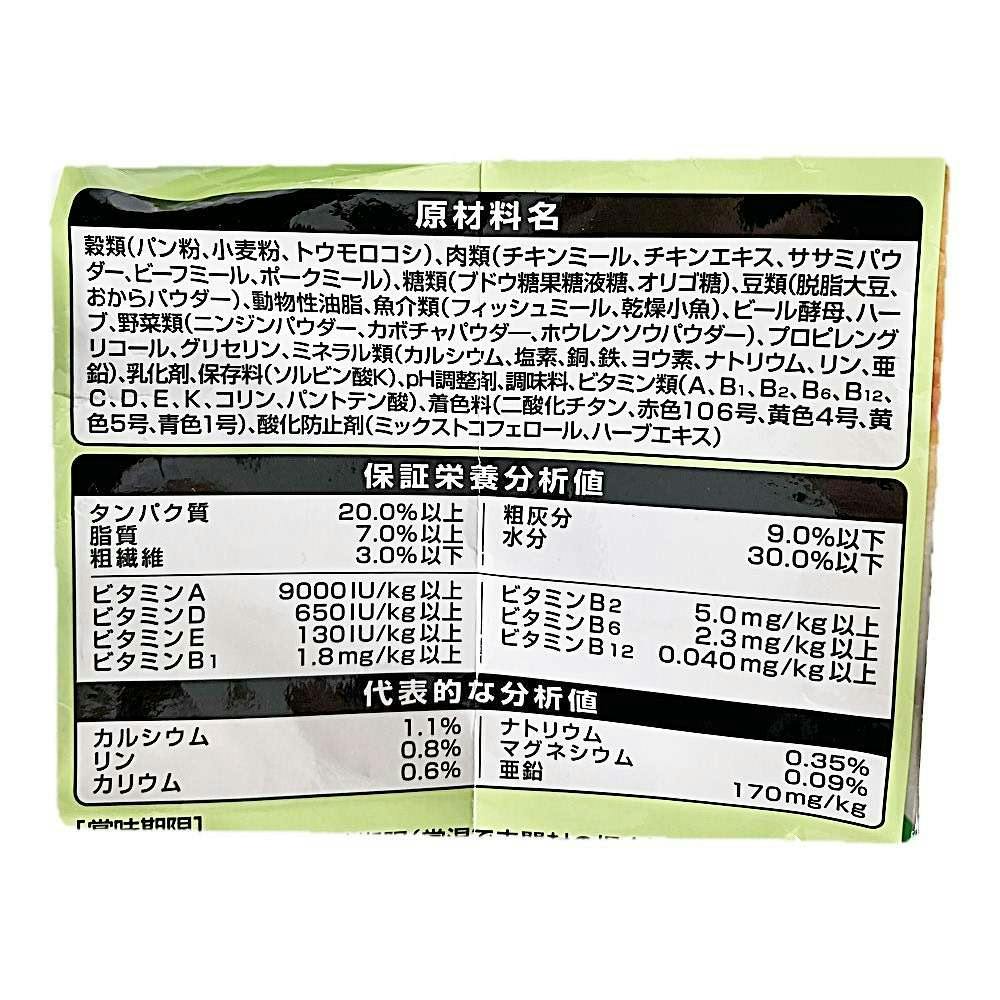 原材料名
穀類(パン粉、小麦粉、トウモロコシ)、肉類(チキンミール、チキンエキス、ササミパウ
ダー、ビーフミール、ポークミール)、糖類(ブドウ糖果糖液糖、オリゴ糖)、豆類(脱脂大豆、
おからパウダー)、動物性油脂、魚介類(フィッシュミール、乾燥小魚)、ビール酵母、ハー
ブ、野菜類(ニンジンパウダー、カボチャパウダー、ホウレンソウパウダー)、プロピレング
リコール、グリセリン、ミネラル類(カルシウム、塩素、銅、鉄、ヨウ素、ナトリウム、リン、亜
鉛)、乳化剤、保存料(ソルビン酸K)、pH調整剤、調味料、ビタミン類(A、B1、B2、B6、B12、
C、D、E、K、コリン、パントテン酸)、着色料(二酸化チタン、赤色106号、黄色4号、黄
色5号、青色1号)、酸化防止剤(ミックストコフェロール、ハーブエキス)
保証栄養分析値
タンパク質 20.0%以上
脂質 7.0%以上
粗繊維 3.0%以下
粗灰分 9.0%以下
水分 30.0%以下
ビタミンA 9000IU/kg以上
ビタミンD 650IU/kg以上
ビタミンE 130IU/kg以上
ビタミンB1 1.8mg/kg以上
ビタミンB2 5.0mg/kg以上
ビタミンB6 2.3mg/kg以上
ビタミンB12 0.040mg/kg以上
代表的な分析値
カルシウム 1.1%
リン 0.8%
カリウム 0.6%
ナトリウム 0.35%
マグネシウム 0.09%
亜鉛 170mg/kg
[賞味期限]